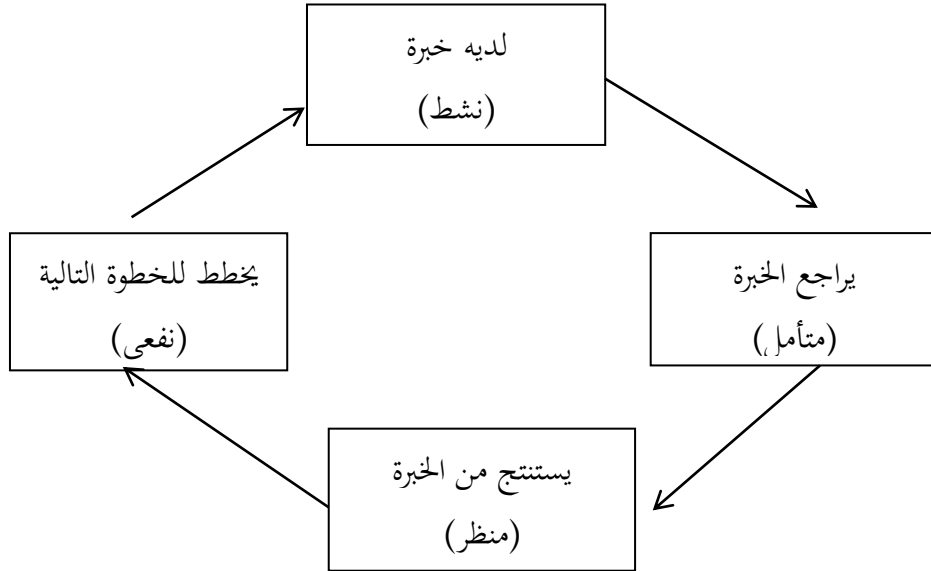 لديه خبرة
(نشط)
يراجع الخبرة
(متأمل)
يستنتج من الخبرة
(منظر)
يخطط للخطوة التالية
(نفعى)